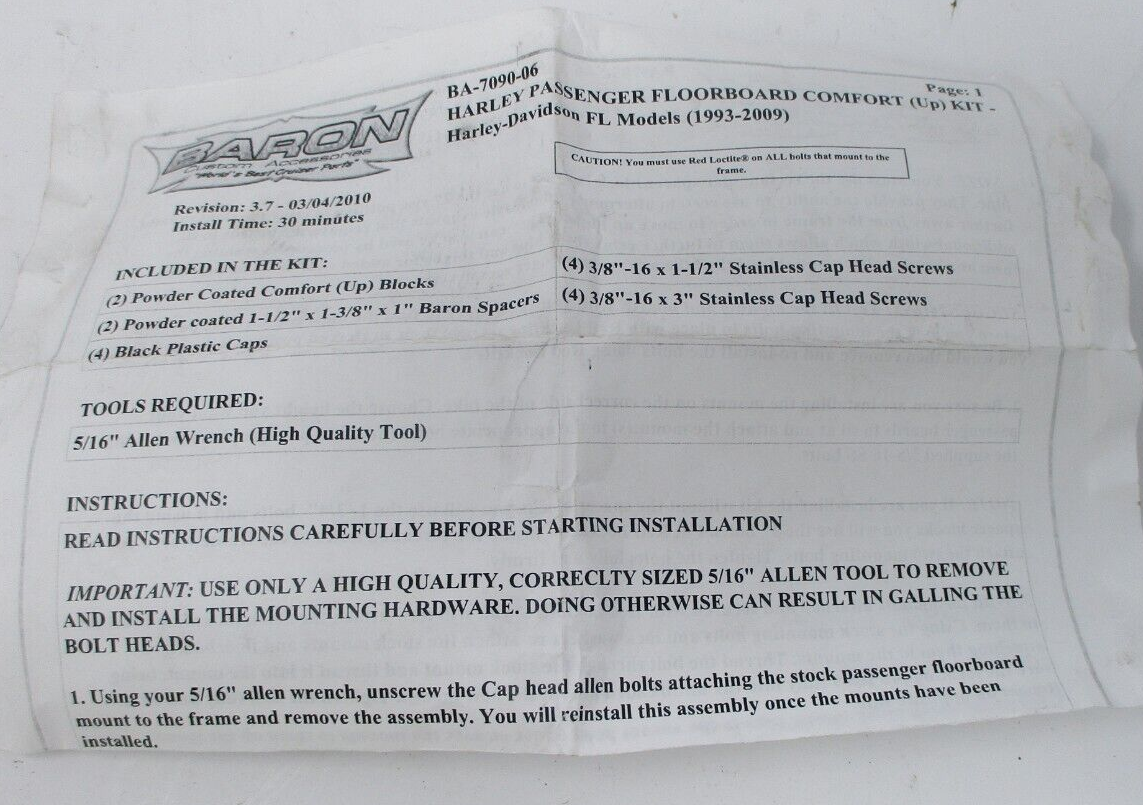 BA-7090-06
Page: 1
HARLEY PASSENGER FLOORBOARD COMFORT (Up) KIT -
Harley-Davidson FL Models (1993-2009)
BARON
Custom Accessories
"World's Best Cruiser Parts"
CAUTION! You must use Red Loctite® on ALL bolts that mount to the
frame.
Revision: 3.7 - 03/04/2010
Install Time: 30 minutes
INCLUDED IN THE KIT:
(2) Powder Coated Comfort (Up) Blocks
(4) 3/8"-16 x 1-1/2" Stainless Cap Head Screws
(2) Powder coated 1-1/2" x 1-3/8" x 1" Baron Spacers
(4) 3/8"-16 x 3" Stainless Cap Head Screws
(4) Black Plastic Caps
TOOLS REQUIRED:
5/16" Allen Wrench (High Quality Tool)
INSTRUCTIONS:
READ INSTRUCTIONS CAREFULLY BEFORE STARTING INSTALLATION
IMPORTANT: USE ONLY A HIGH QUALITY, CORRECLTY SIZED 5/16" ALLEN TOOL TO REMOVE
AND INSTALL THE MOUNTING HARDWARE. DOING OTHERWISE CAN RESULT IN GALLING THE
BOLT HEADS.
1. Using your 5/16" allen wrench, unscrew the Cap head allen bolts attaching the stock passenger floorboard
mount to the frame and remove the assembly. You will reinstall this assembly once the mounts have been
installed.